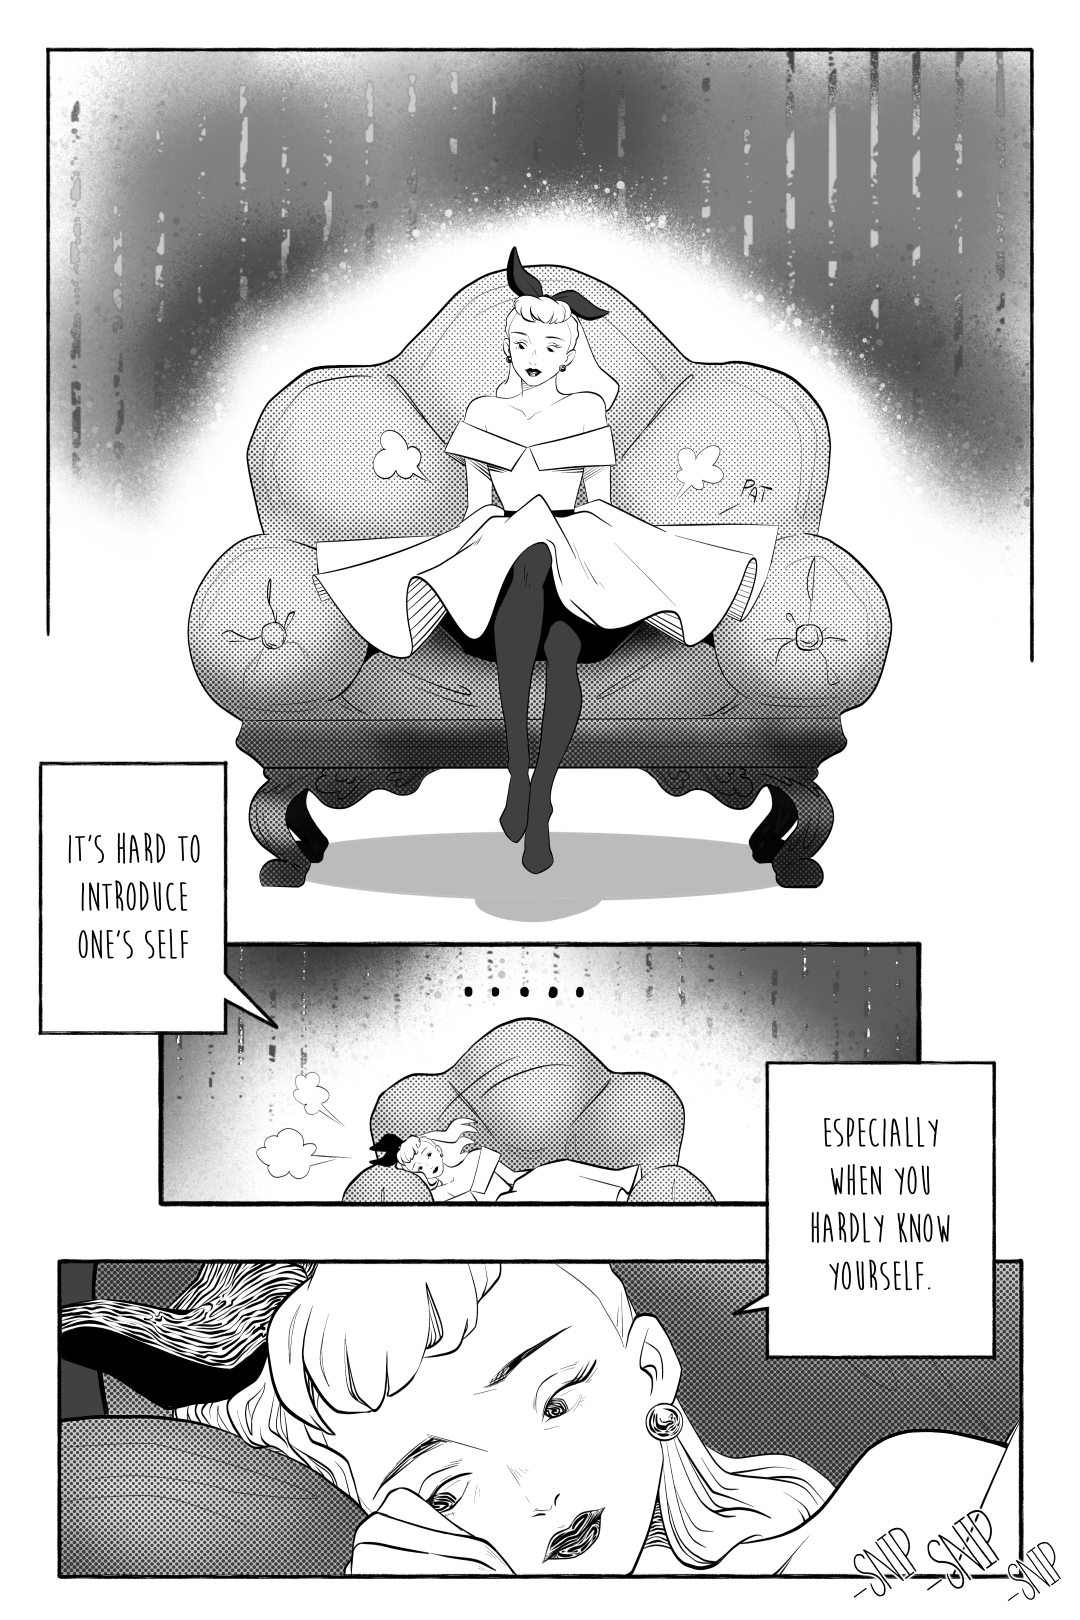 PAT
IT'S HARD TO
INTRODUCE
ONE'S SELF
.....
ESPECIALLY
WHEN YOU
HARDLY KNOW
YOURSELF.
-SNIP -SNIP -SNIP